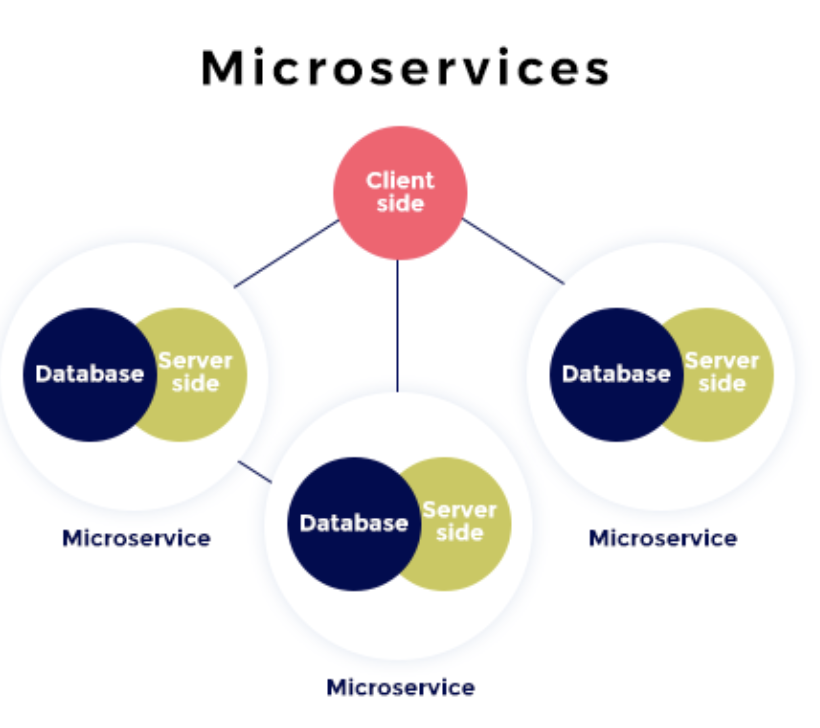 Microservices
Client
side
Database
Server
side
Microservice
Database
Server
side
Microservice
Database
Server
side
Microservice